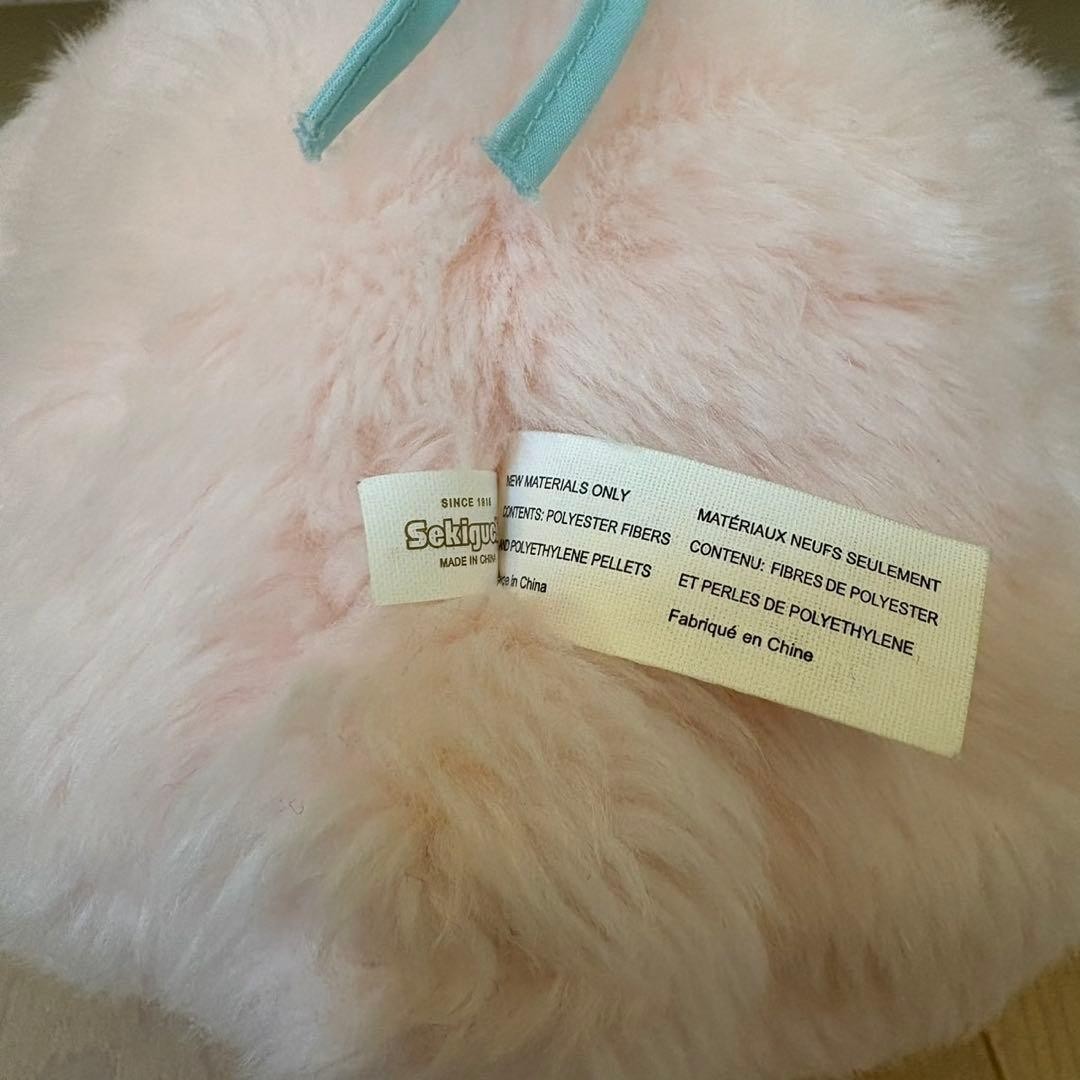 SINCE 1918
Sekiguc
MADE IN CHINA
NEW MATERIALS ONLY
CONTENTS: POLYESTER FIBERS
AND POLYETHYLENE PELLETS
in China
MATÉRIAUX NEUFS SEULEMENT
CONTENU: FIBRES DE POLYESTER
ET PERLES DE POLYETHYLENE
Fabriqué en Chine